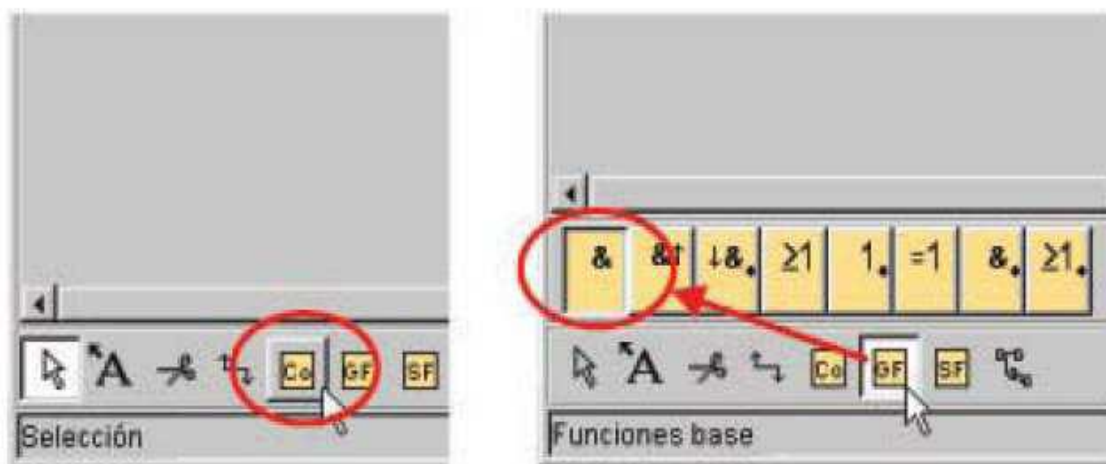 A Co GF SF
Selección
& &↑ ↓&. ≥1 1. =1 &. ≥1.
A Co GF SF
Funciones base